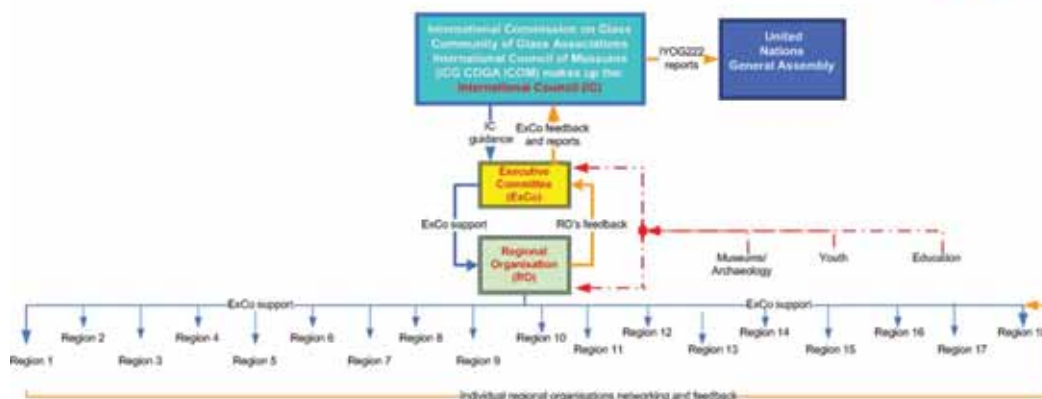 International Commission on Glass
Community of Glass Associations
International Council of Museums
(ICG COGA ICOM) makes up the
International Council (IC)
IYOG222
reports
United
Nations
General Assembly
IC
guidance
ExCo feedback
and reports
Executive
Committee
(ExCo)
ExCo support
RO's feedback
Regional
Organisation
(RO)
Museums/
Archaeology
Youth
Education
ExCo support
ExCo support
Region 1
Region 2
Region 3
Region 4
Region 5
Region 6
Region 7
Region 8
Region 9
Region 10
Region 11
Region 12
Region 13
Region 14
Region 15
Region 16
Region 17
Region 18
Individual regional organisations networking and feedback